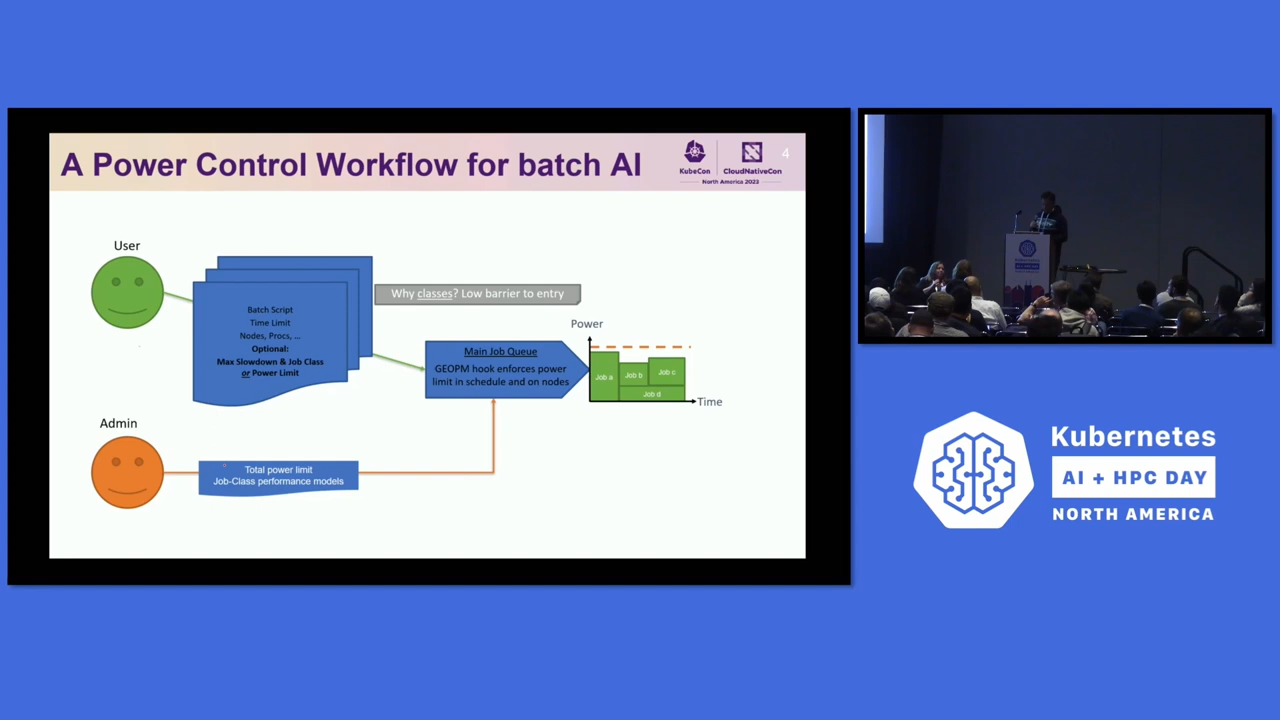 A Power Control Workflow for batch AI
KubeCon
CloudNativeCon
North America 2023
4
User
Batch Script
Time Limit
Nodes, Procs, ...
Optional:
Max Slowdown & Job Class
or Power Limit
Why classes? Low barrier to entry
Main Job Queue
GEOPM hook enforces power
limit in schedule and on nodes
Power
Job a
Job b
Job c
Job d
Time
Admin
Total power limit
Job-Class performance models
Kubernetes
AI + HPC DAY
NORTH AMERICA